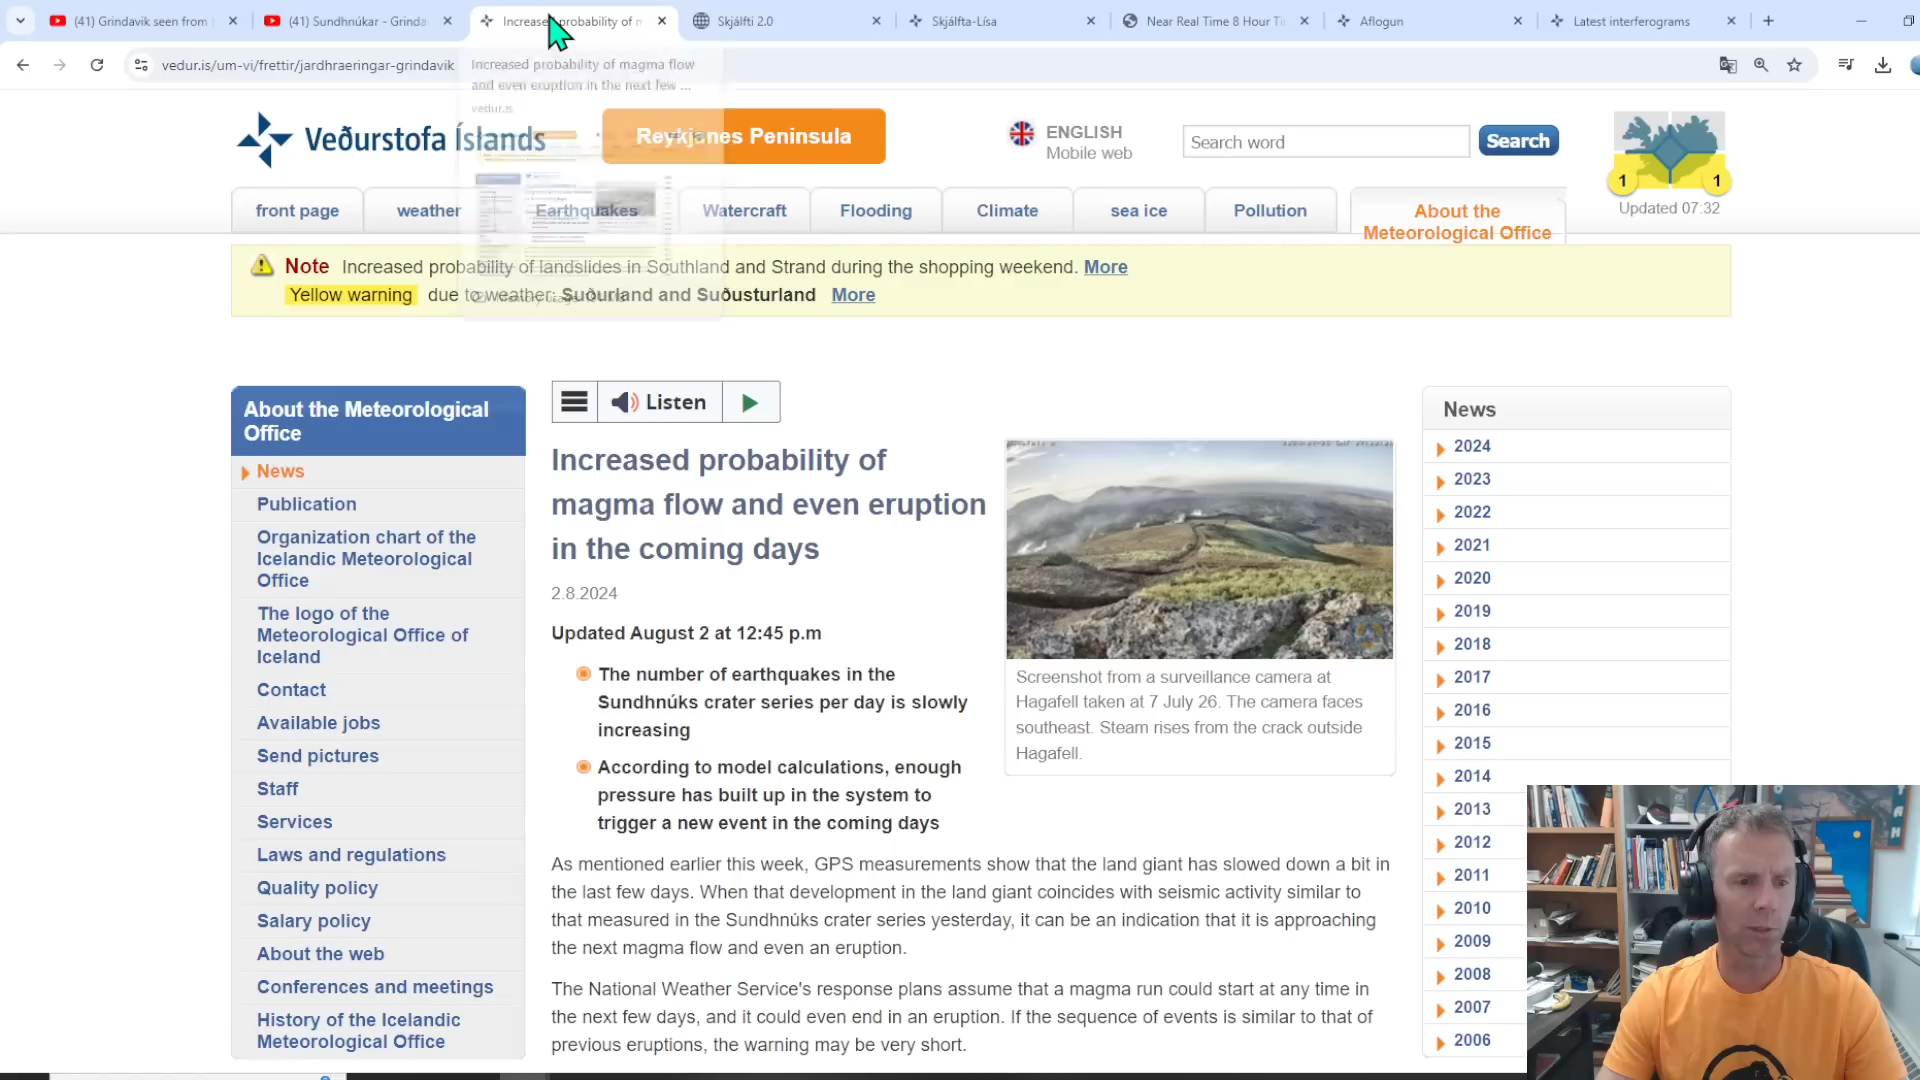 (41) Grindavik seen from
(41) Sundhnúkar - Grinda
Increased probability of m
Skjálfti 2.0
Skjálfta-Lísa
Near Real Time 8 Hour Ti
Aflogun
Latest interferograms
vedur.is/um-vi/frettir/jardhraeringar-grindavik
Increased probability of magma flow
and even eruption in the next few ...
vedur.is
Veðurstofa Íslands
Reykjanes Peninsula
ENGLISH
Mobile web
Search word
Search
1
1
Updated 07:32
front page
weather
Earthquakes
Watercraft
Flooding
Climate
sea ice
Pollution
About the
Meteorological Office
Note Increased probability of landslides in Southland and Strand during the shopping weekend. More
Yellow warning due to weather: Suðurland and Suðusturland More
About the Meteorological
Office
News
Publication
Organization chart of the
Icelandic Meteorological
Office
The logo of the
Meteorological Office of
Iceland
Contact
Available jobs
Send pictures
Staff
Services
Laws and regulations
Quality policy
Salary policy
About the web
Conferences and meetings
History of the Icelandic
Meteorological Office
Listen
Increased probability of
magma flow and even eruption
in the coming days
2.8.2024
Updated August 2 at 12:45 p.m
The number of earthquakes in the
Sundhnúks crater series per day is slowly
increasing
According to model calculations, enough
pressure has built up in the system to
trigger a new event in the coming days
Screenshot from a surveillance camera at
Hagafell taken at 7 July 26. The camera faces
southeast. Steam rises from the crack outside
Hagafell.
As mentioned earlier this week, GPS measurements show that the land giant has slowed down a bit in
the last few days. When that development in the land giant coincides with seismic activity similar to
that measured in the Sundhnúks crater series yesterday, it can be an indication that it is approaching
the next magma flow and even an eruption.
The National Weather Service's response plans assume that a magma run could start at any time in
the next few days, and it could even end in an eruption. If the sequence of events is similar to that of
previous eruptions, the warning may be very short.
News
2024
2023
2022
2021
2020
2019
2018
2017
2016
2015
2014
2013
2012
2011
2010
2009
2008
2007
2006